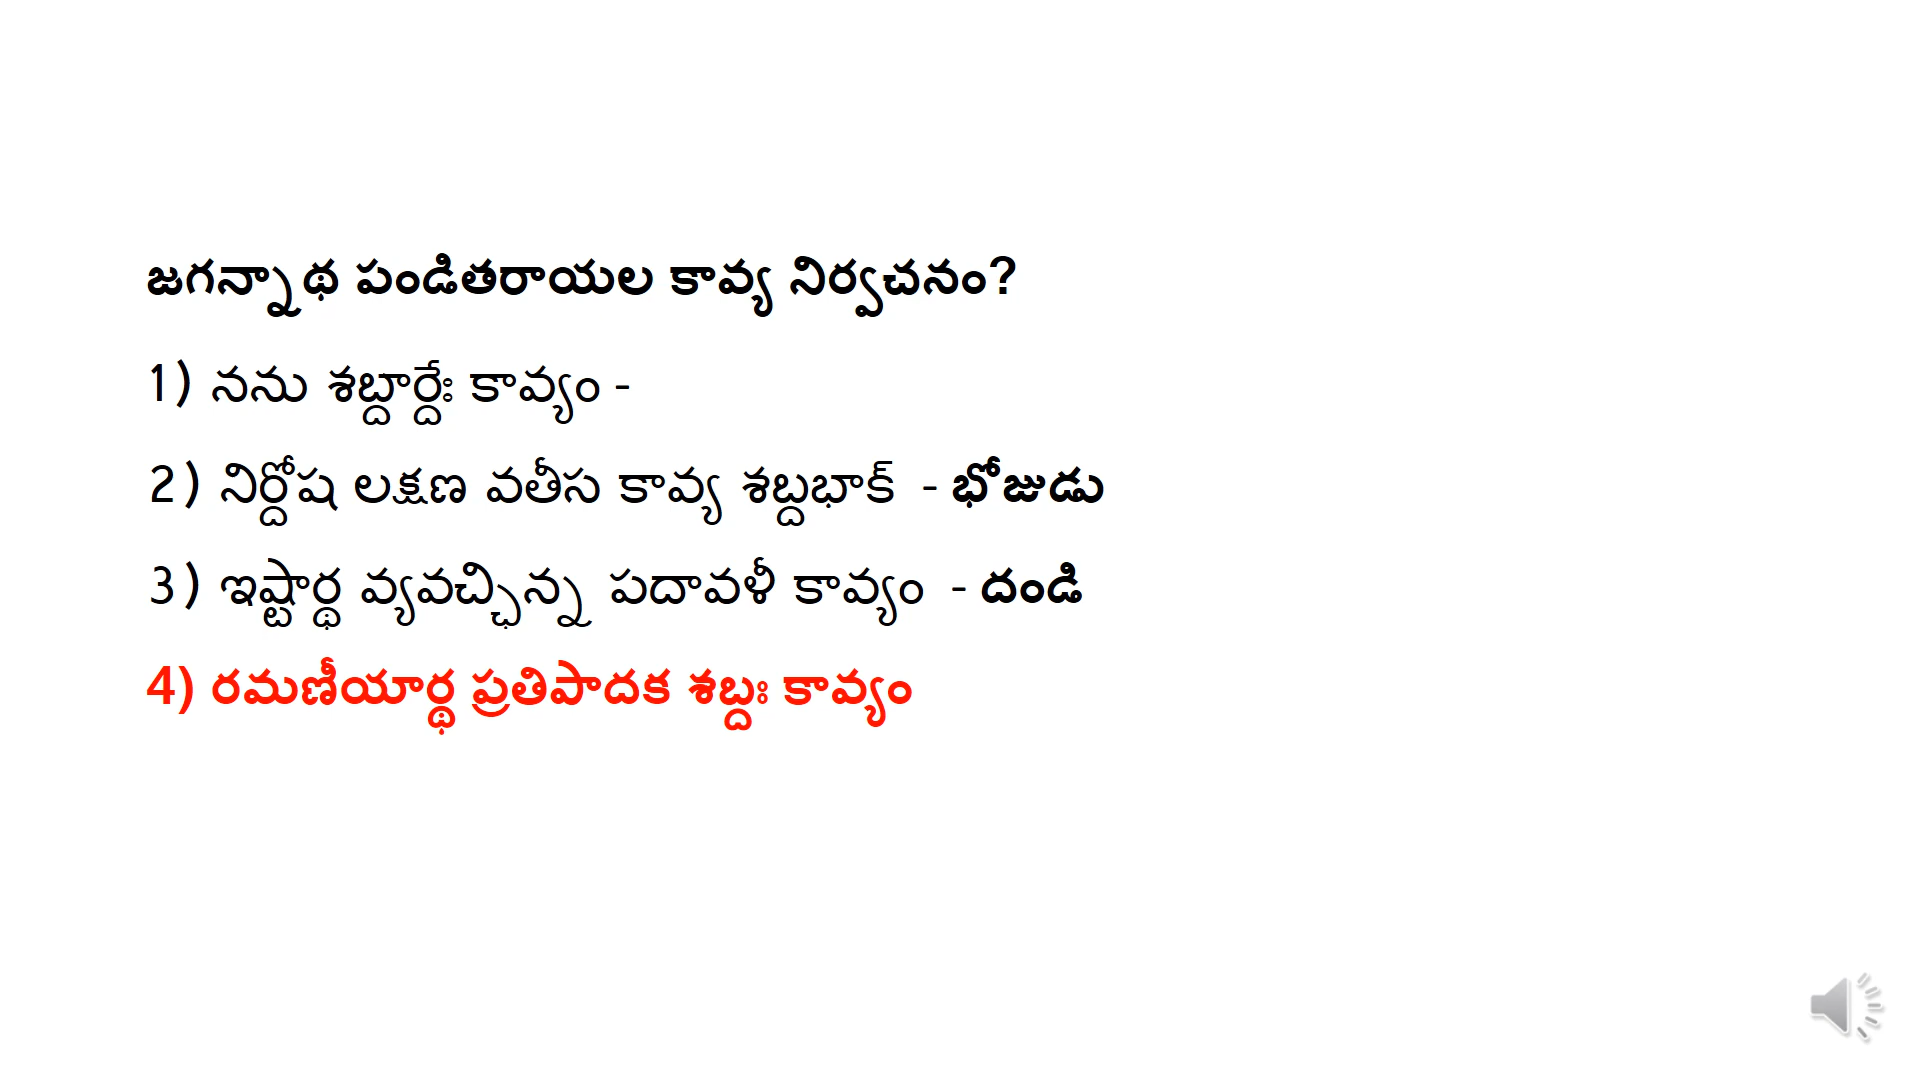 జగన్నాథ పండితరాయల కావ్య నిర్వచనం?
1) నను శబ్దార్దేః కావ్యం -
2) నిర్దోష లక్షణ వతీస కావ్య శబ్దభాక్ - భోజుడు
3) ఇష్టార్థ వ్యవచ్ఛిన్న పదావళీ కావ్యం - దండి
4) రమణీయార్థ ప్రతిపాదక శబ్దః కావ్యం